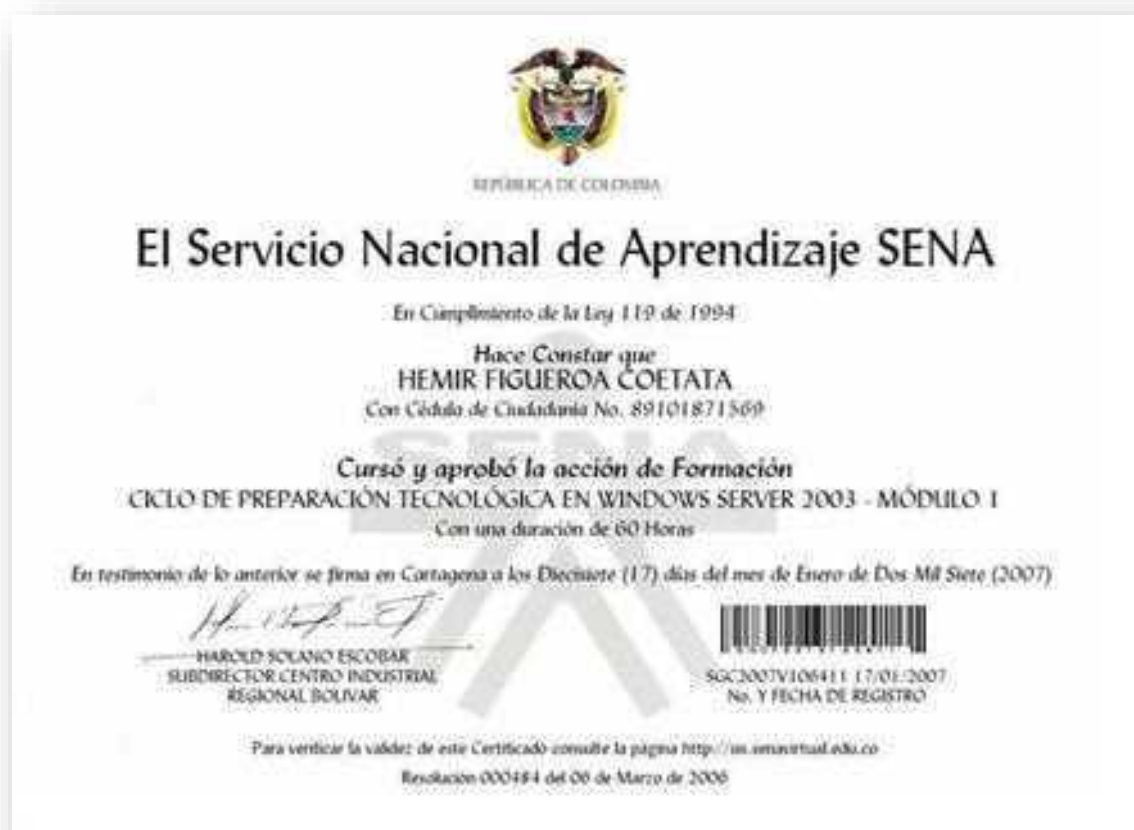 REPÚBLICA DE COLOMBIA
El Servicio Nacional de Aprendizaje SENA
En Cumplimiento de la Ley 119 de 1994
Hace Constar que
HEMIR FIGUEROA COETATA
Con Cédula de Ciudadanía No. 89101871569
SENA
Cursó y aprobó la acción de Formación
CICLO DE PREPARACIÓN TECNOLÓGICA EN WINDOWS SERVER 2003 - MÓDULO 1
Con una duración de 60 Horas
En testimonio de lo anterior se firma en Cartagena a los Diecisiete (17) días del mes de Enero de Dos Mil Siete (2007)
HAROLD SOLANO ESCOBAR
SUBDIRECTOR CENTRO INDUSTRIAL
REGIONAL BOLIVAR
SGC2007V106411 17/01/2007
No. Y FECHA DE REGISTRO
Para verificar la validez de este Certificado consulte la página
Resolución 000484 del 06 de Marzo de 2006